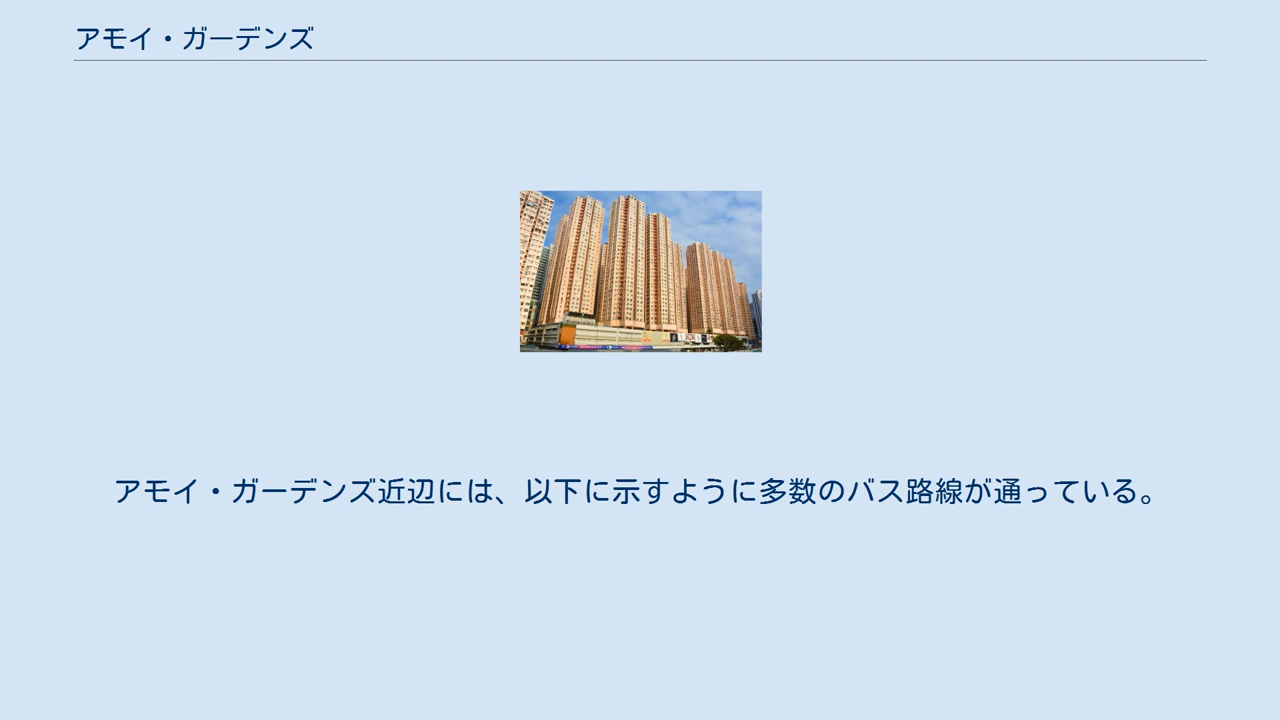 アモイ・ガーデンズ
アモイ・ガーデンズ近辺には、以下に示すように多数のバス路線が通っている。